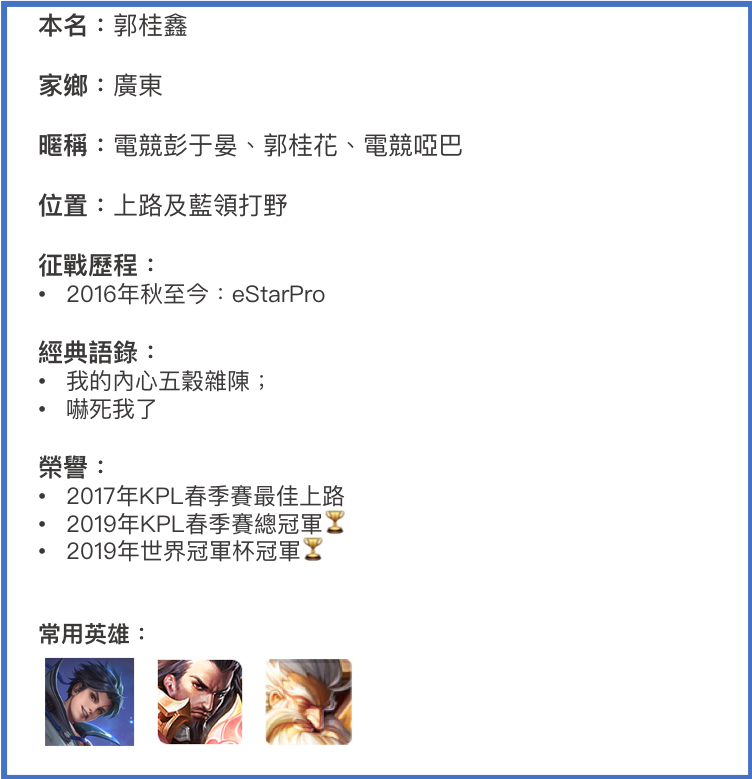 本名：郭桂鑫
家鄉：廣東
暱稱：電競彭于晏、郭桂花、電競啞巴
位置：上路及藍領打野
征戰歷程：
• 2016年秋至今：eStarPro
經典語錄：
• 我的內心五穀雜陳；
• 嚇死我了
榮譽：
• 2017年KPL春季賽最佳上路
• 2019年KPL春季賽總冠軍🏆
• 2019年世界冠軍杯冠軍🏆
常用英雄：